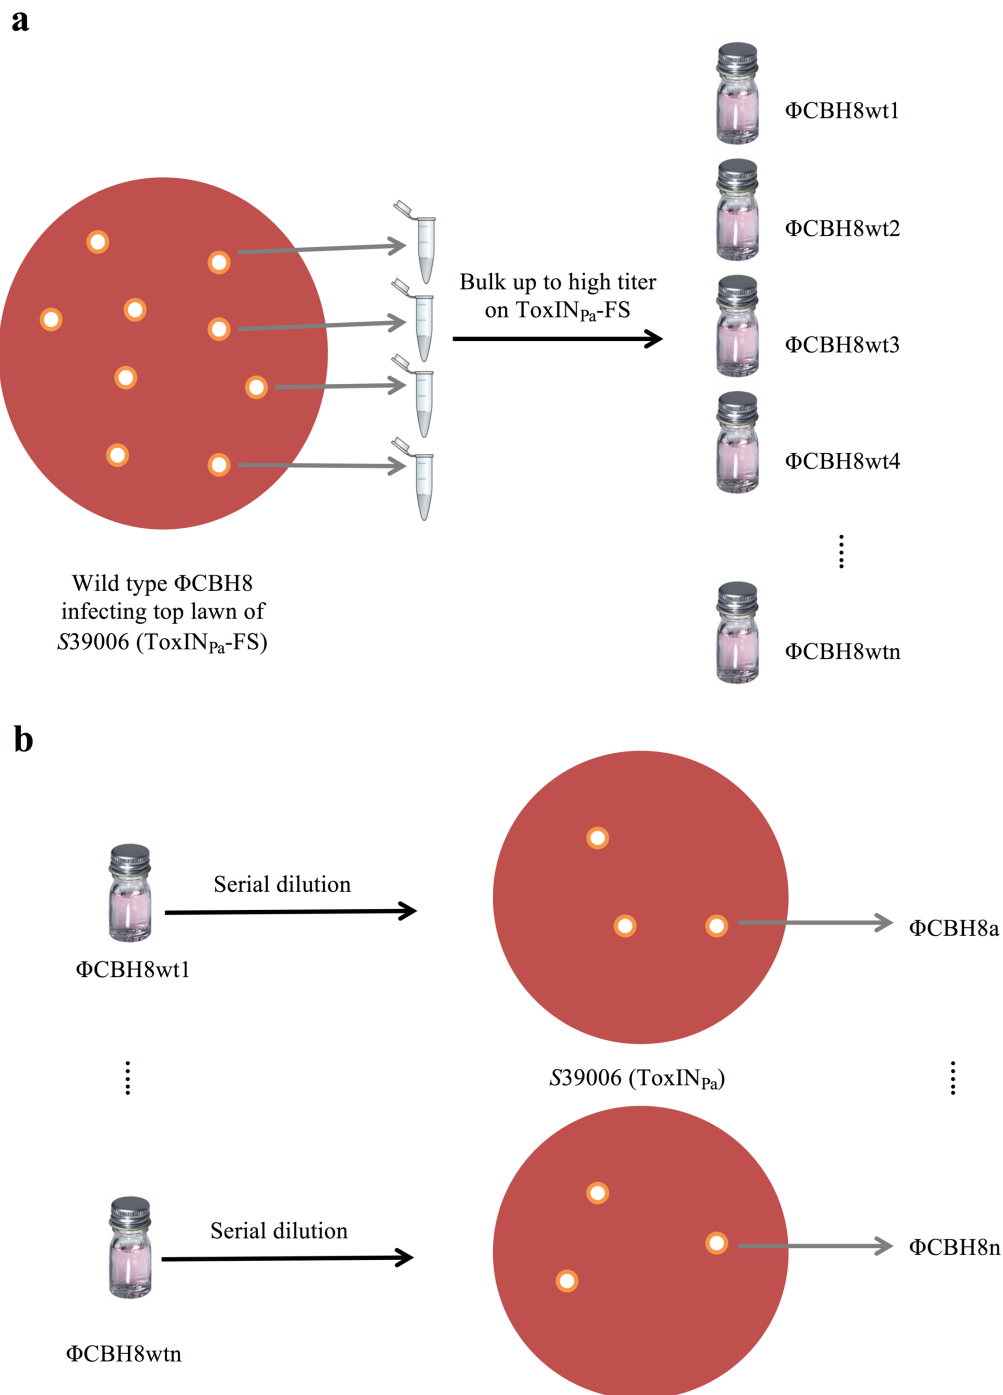 a
ΦCBH8wt1
ΦCBH8wt2
Bulk up to high titer
on ToxINPa-FS
ΦCBH8wt3
ΦCBH8wt4
Wild type ΦCBH8
infecting top lawn of
S39006 (ToxINPa-FS)
ΦCBH8wtn
b
Serial dilution
ΦCBH8a
ΦCBH8wt1
S39006 (ToxINPa)
Serial dilution
ΦCBH8n
ΦCBH8wtn